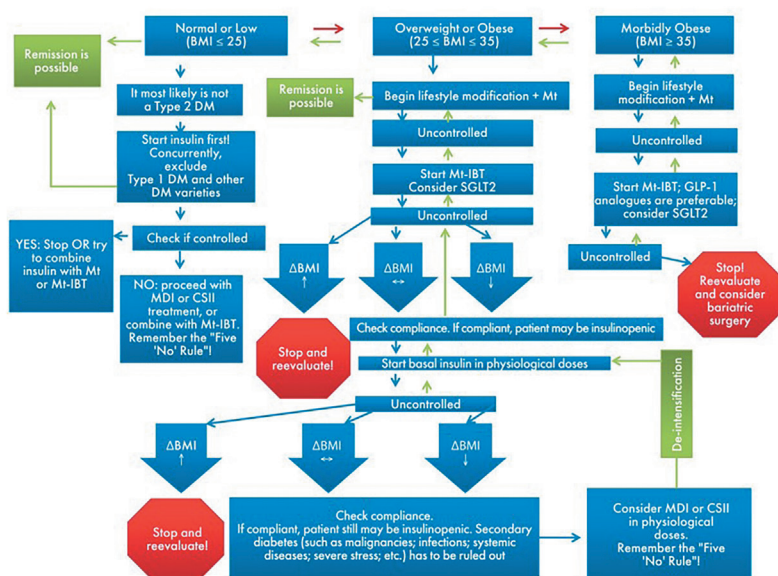 Normal or Low
(BMI ≤ 25)
Overweight or Obese
(25 ≤ BMI ≤ 35)
Morbidly Obese
(BMI ≥ 35)
Remission is
possible
It most likely is not
a Type 2 DM
Remission is
possible
Begin lifestyle modification + Mt
Begin lifestyle
modification + Mt
Start insulin first!
Concurrently,
exclude
Type 1 DM and other
DM varieties
Uncontrolled
Uncontrolled
Start Mt-IBT
Consider SGLT2
Start Mt-IBT; GLP-1
analogues are preferable;
consider SGLT2
YES: Stop OR try
to combine
insulin with Mt
or Mt-IBT
Check if controlled
Uncontrolled
Uncontrolled
NO: proceed with
MDI or CSII
treatment, or
combine with Mt-IBT.
Remember the "Five
'No' Rule"!
ΔBMI
↑
ΔBMI
↔
ΔBMI
↓
Stop!
Reevaluate
and consider
bariatric
surgery
Stop and
reevaluate!
Check compliance. If compliant, patient may be insulinopenic
Start basal insulin in physiological doses
De-intensification
Uncontrolled
ΔBMI
↑
ΔBMI
↔
ΔBMI
↓
Stop and
reevaluate!
Check compliance.
If compliant, patient still may be insulinopenic. Secondary
diabetes (such as malignancies; infections; systemic
diseases; severe stress; etc.) has to be ruled out
Consider MDI or CSII
in physiological
doses.
Remember the "Five
'No' Rule"!